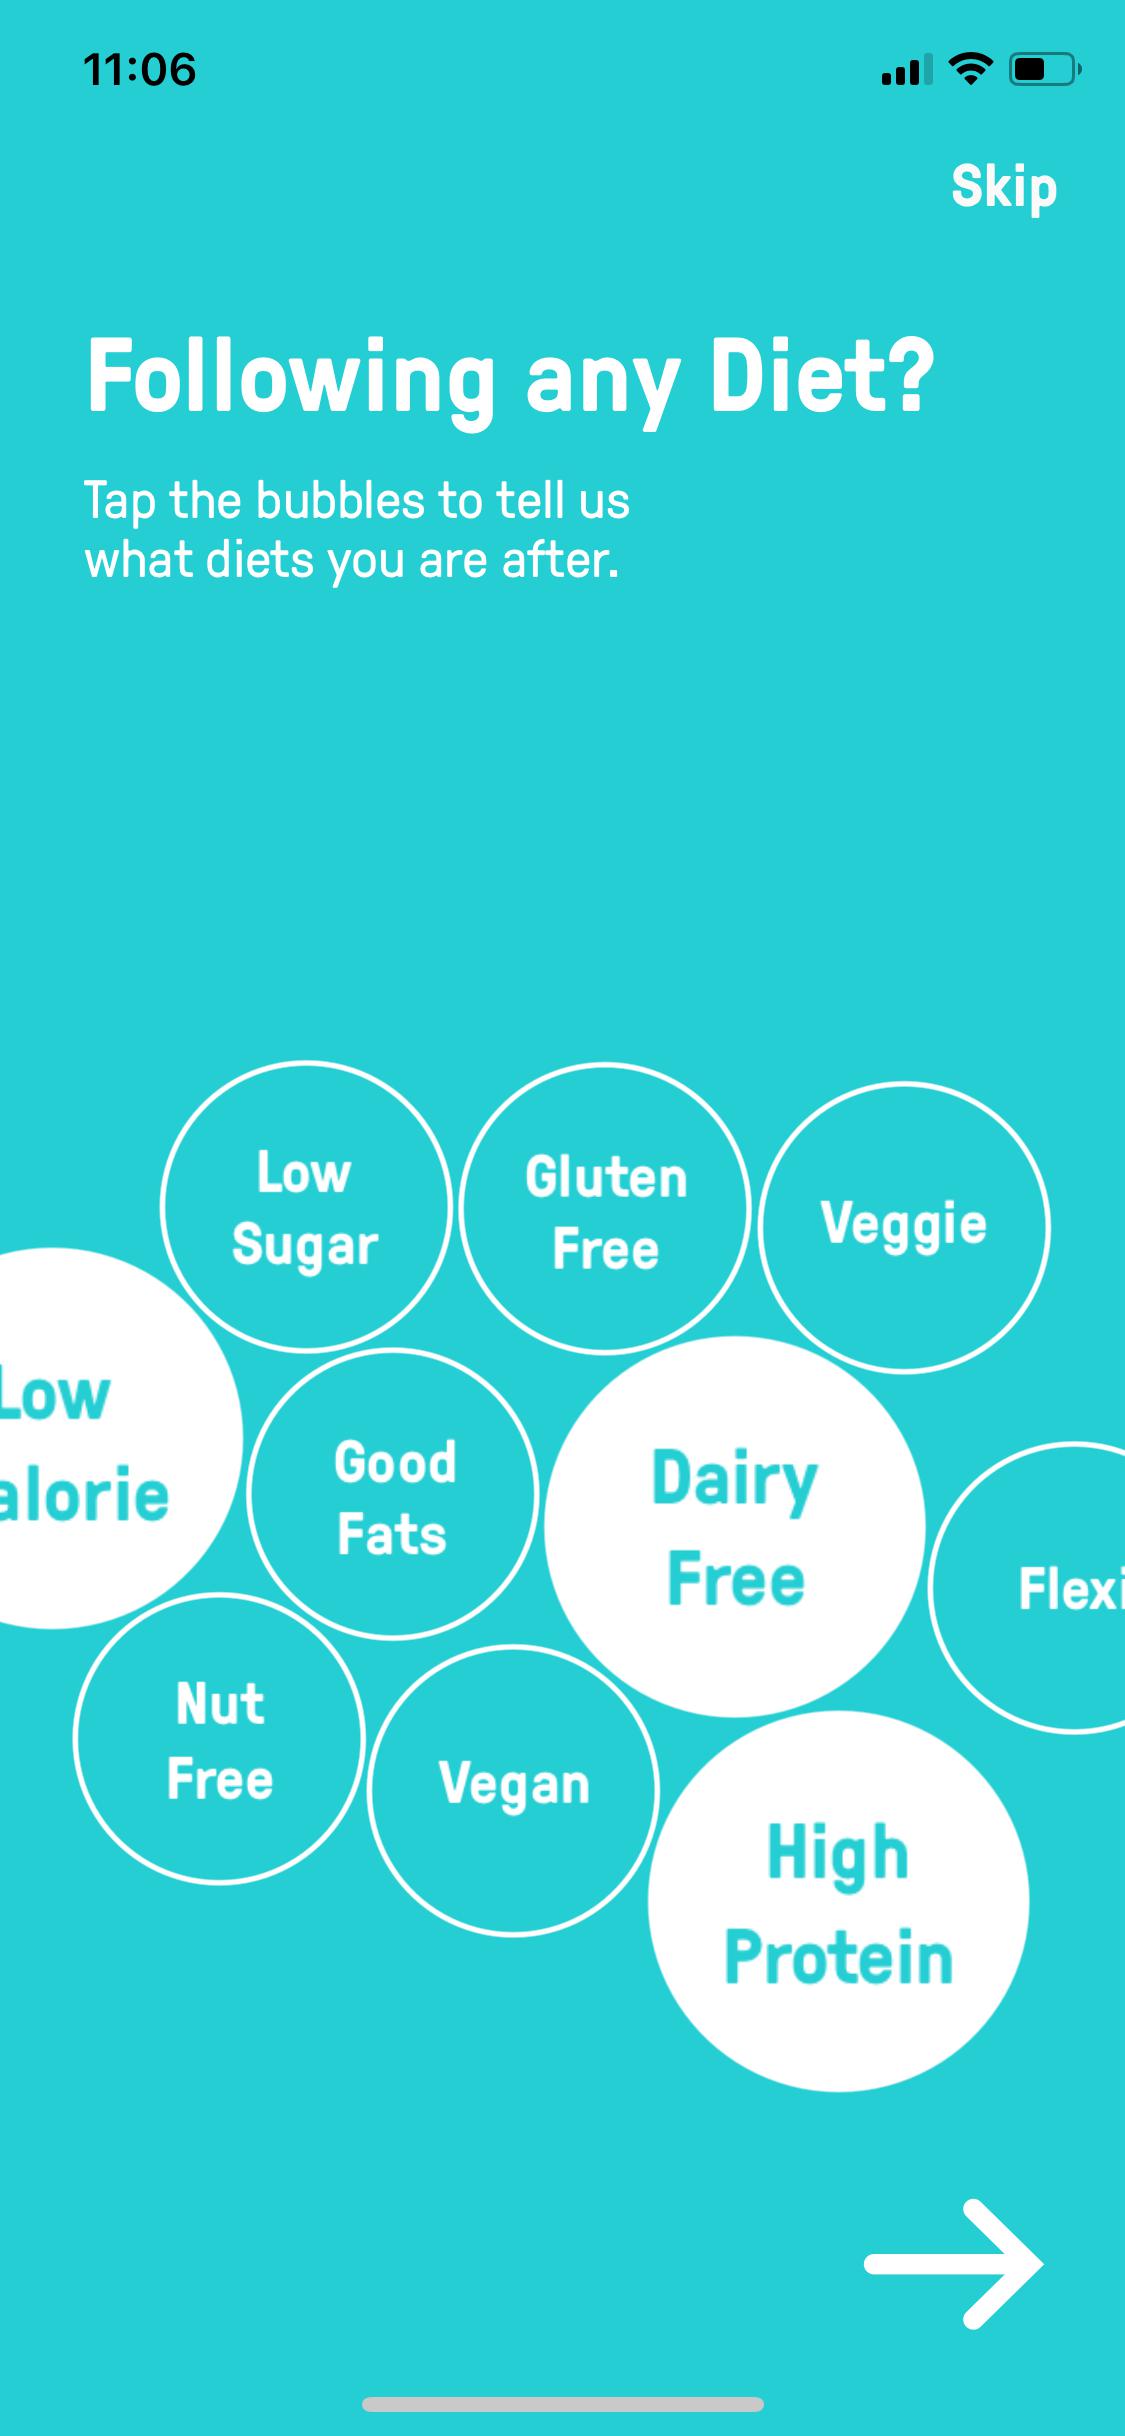 11:06
Skip
Following any Diet?
Tap the bubbles to tell us
what diets you are after.
Low
Sugar
Gluten
Free
Veggie
Low
alorie
Good
Fats
Dairy
Free
Flexi
Nut
Free
Vegan
High
Protein